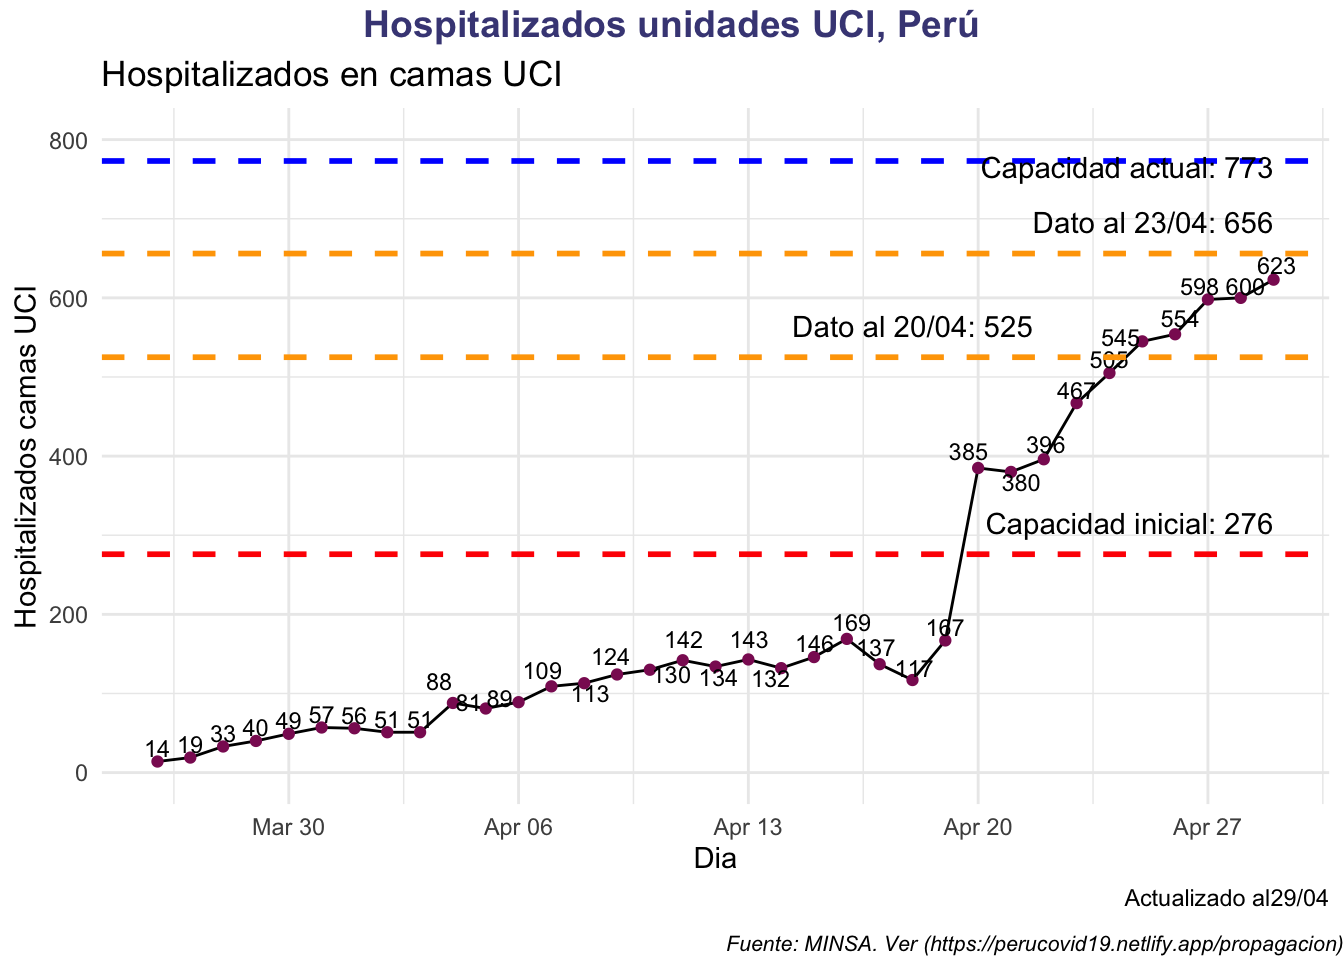 Hospitalizados unidades UCI, Perú
Hospitalizados en camas UCI
Hospitalizados camas UCI
800
600
400
200
0
Capacidad actual: 773
Dato al 23/04: 656
Dato al 20/04: 525
Capacidad inicial: 276
14 19 33 40 49 57 56 51 51 88 81 89 109 113 124 130 142 134 143 132 146 169 137 117 167 385 380 396 467 505 545 554 598 600 623
Mar 30 Apr 06 Apr 13 Apr 20 Apr 27
Dia
Actualizado al29/04
Fuente: MINSA. Ver (https://perucovid19.netlify.app/propagacion)